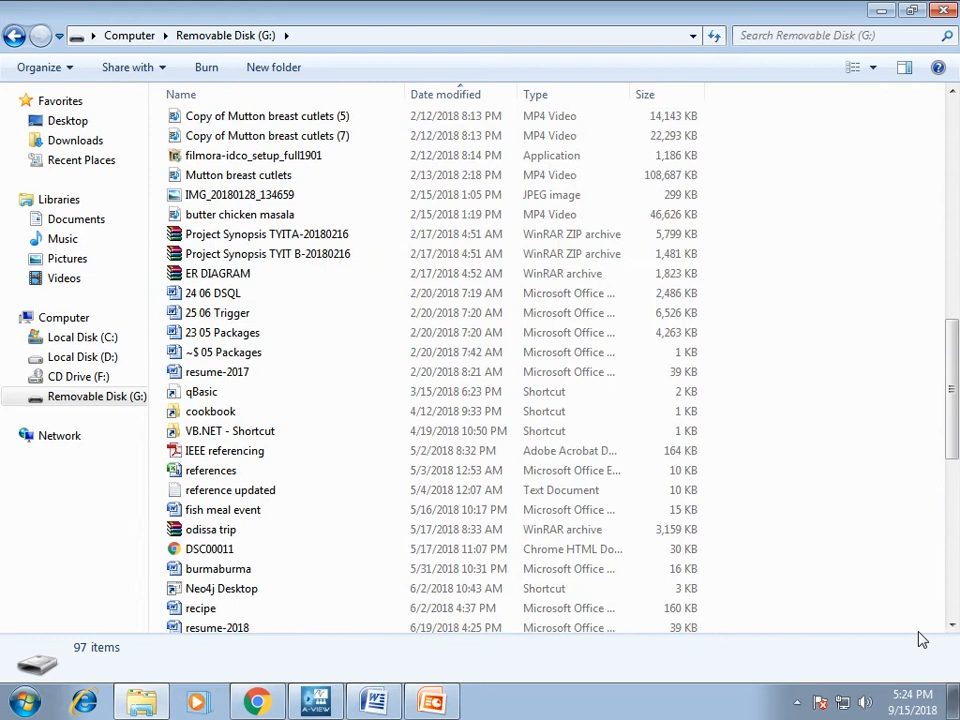 Computer Removable Disk (G:)
Search Removable Disk (G:)
Organize Share with Burn New folder
Name Date modified Type Size
Favorites
Desktop
Downloads
Recent Places
Libraries
Documents
Music
Pictures
Videos
Computer
Local Disk (C:)
Local Disk (D:)
CD Drive (F:)
Removable Disk (G:)
Network
Copy of Mutton breast cutlets (5) 2/12/2018 8:13 PM MP4 Video 14,143 KB
Copy of Mutton breast cutlets (7) 2/12/2018 8:13 PM MP4 Video 22,293 KB
filmora-idco_setup_full1901 2/12/2018 8:14 PM Application 1,186 KB
Mutton breast cutlets 2/13/2018 2:18 PM MP4 Video 108,687 KB
IMG_20180128_134659 2/15/2018 1:05 PM JPEG image 299 KB
butter chicken masala 2/15/2018 1:19 PM MP4 Video 46,626 KB
Project Synopsis TYITA-20180216 2/17/2018 4:51 AM WinRAR ZIP archive 5,799 KB
Project Synopsis TYIT B-20180216 2/17/2018 4:51 AM WinRAR ZIP archive 1,481 KB
ER DIAGRAM 2/17/2018 4:52 AM WinRAR archive 1,823 KB
24 06 DSQL 2/20/2018 7:19 AM Microsoft Office ... 2,486 KB
25 06 Trigger 2/20/2018 7:20 AM Microsoft Office ... 6,526 KB
23 05 Packages 2/20/2018 7:20 AM Microsoft Office ... 4,263 KB
~$ 05 Packages 2/20/2018 7:42 AM Microsoft Office ... 1 KB
resume-2017 2/20/2018 8:21 AM Microsoft Office ... 39 KB
qBasic 3/15/2018 6:23 PM Shortcut 2 KB
cookbook 4/12/2018 9:33 PM Shortcut 1 KB
VB.NET - Shortcut 4/19/2018 10:50 PM Shortcut 1 KB
IEEE referencing 5/2/2018 8:32 PM Adobe Acrobat D... 164 KB
references 5/3/2018 12:53 AM Microsoft Office E... 10 KB
reference updated 5/4/2018 12:07 AM Text Document 10 KB
fish meal event 5/16/2018 10:17 PM Microsoft Office ... 15 KB
odissa trip 5/17/2018 8:33 AM WinRAR archive 3,159 KB
DSC00011 5/17/2018 11:07 PM Chrome HTML Do... 30 KB
burmaburma 5/31/2018 10:31 PM Microsoft Office ... 16 KB
Neo4j Desktop 6/2/2018 10:43 AM Shortcut 3 KB
recipe 6/2/2018 4:37 PM Microsoft Office ... 160 KB
resume-2018 6/19/2018 4:25 PM Microsoft Office ... 39 KB
97 items
A-VIEW
5:24 PM
9/15/2018